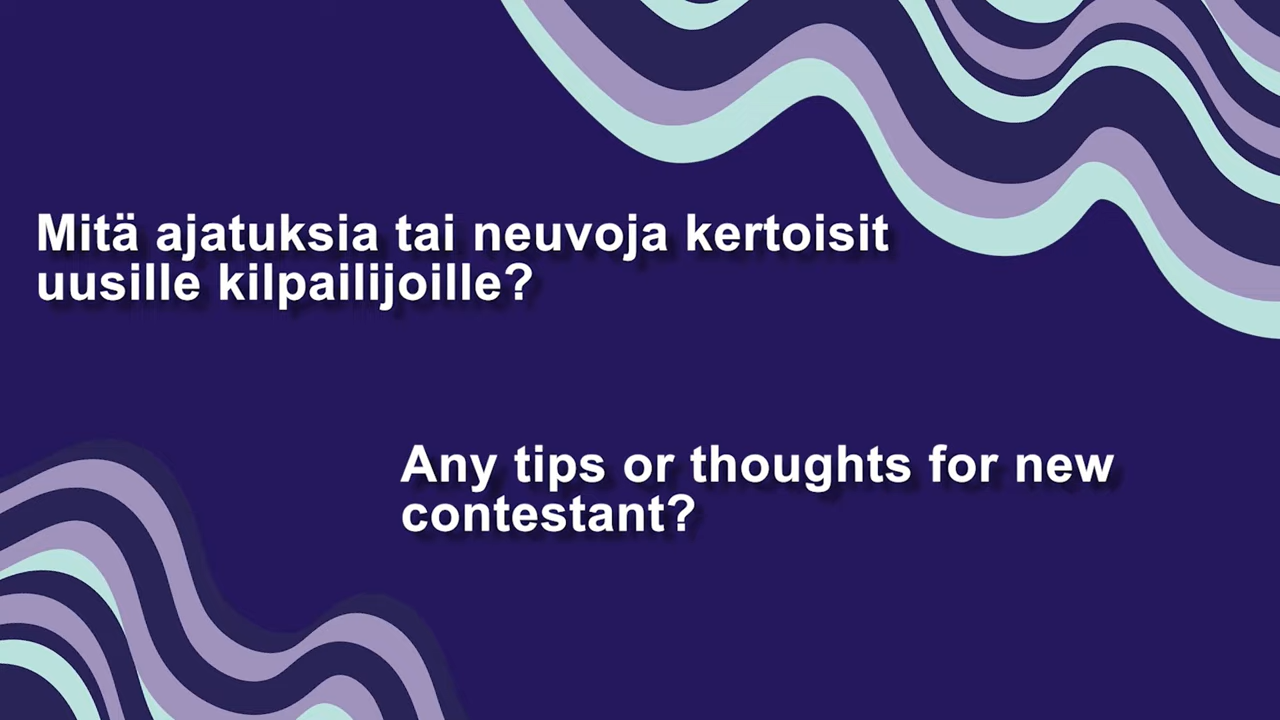 Mitä ajatuksia tai neuvoja kertoisit
uusille kilpailijoille?
Any tips or thoughts for new
contestant?